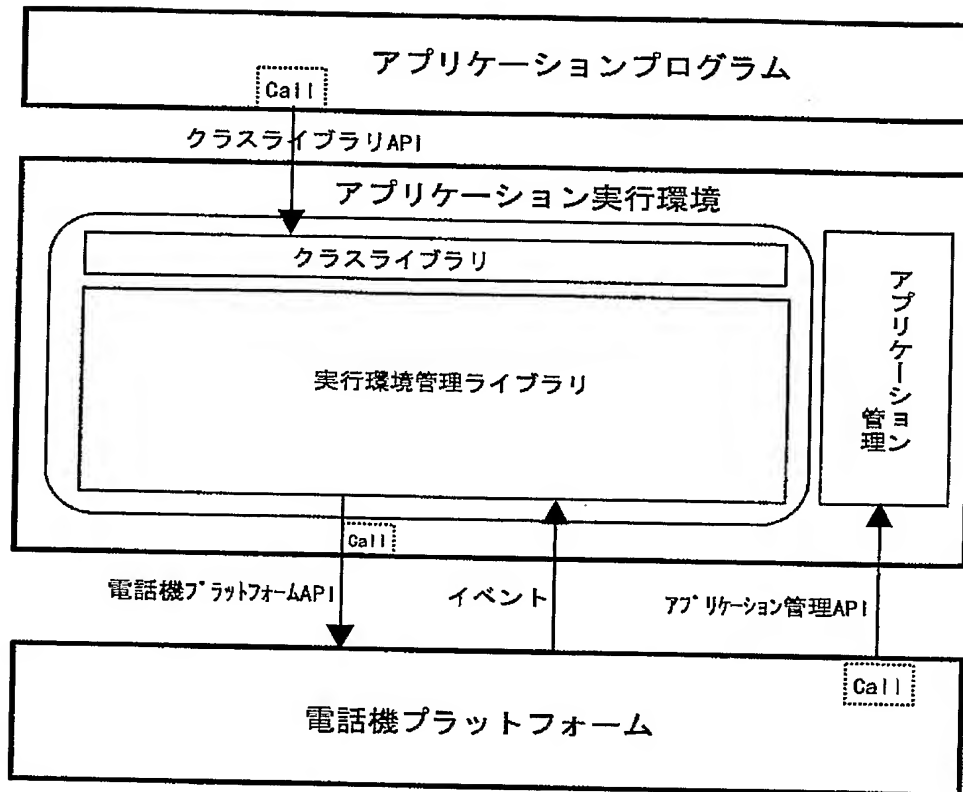 アプリケーションプログラム
Call
クラスライブラリAPI
アプリケーション実行環境
クラスライブラリ
実行環境管理ライブラリ
アプリケーション
管理
Call
電話機プラットフォームAPI
イベント
アプリケーション管理API
Call
電話機プラットフォーム